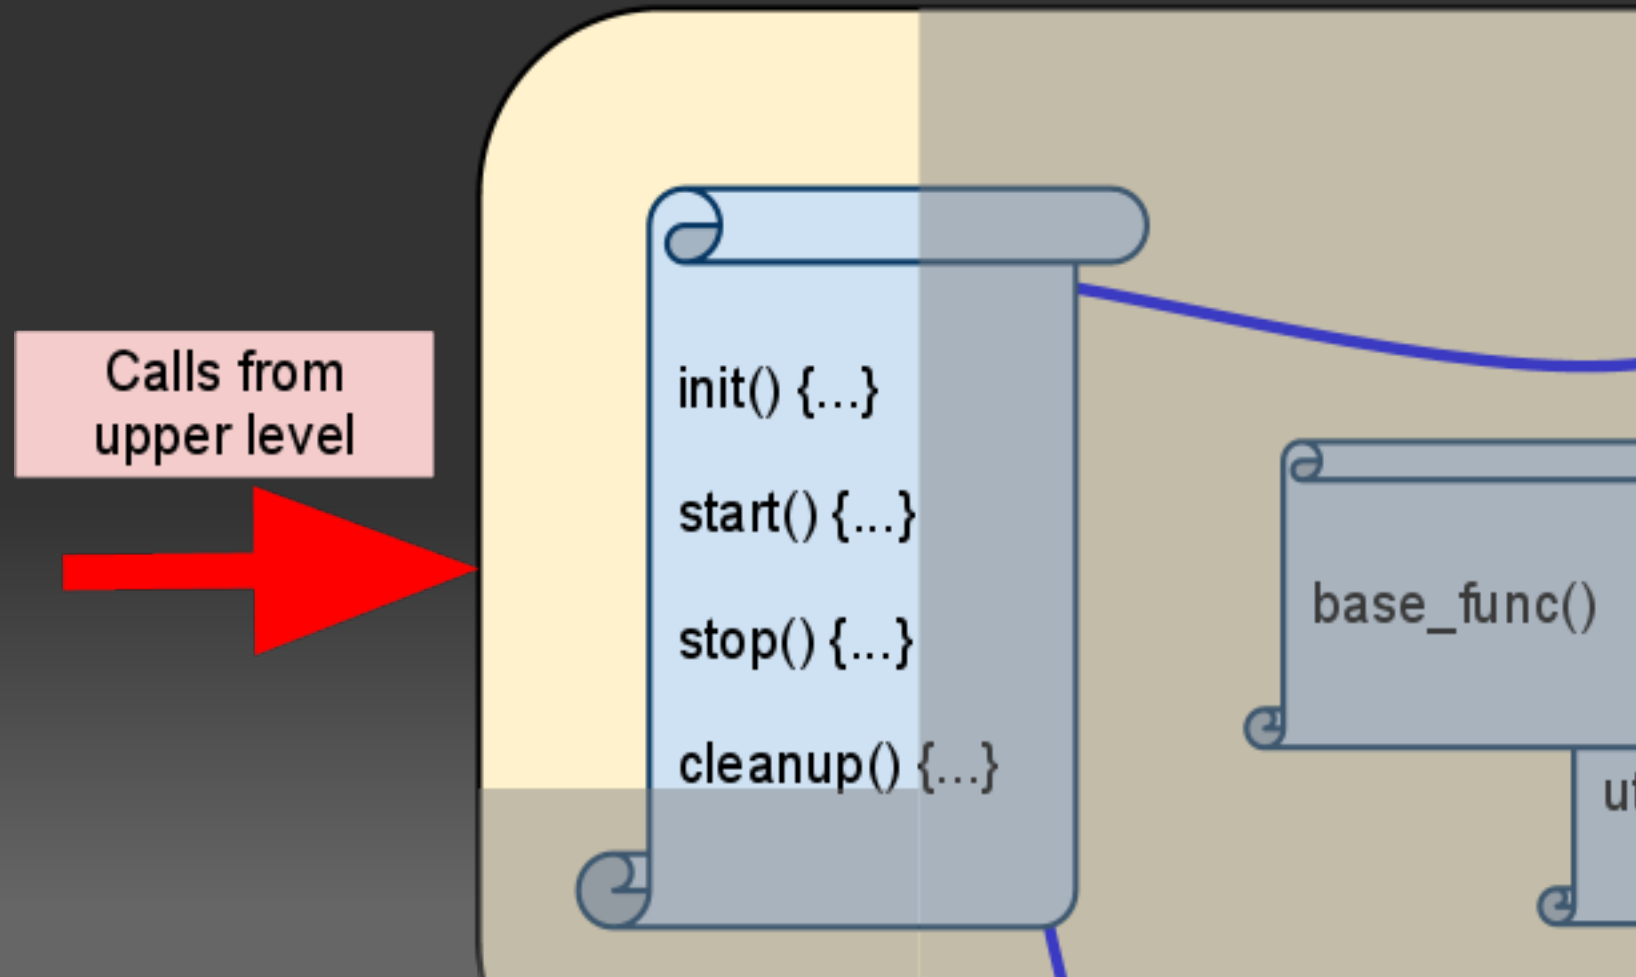 Calls from
upper level
init() {...}
start() {...}
stop() {...}
cleanup() {...}
base_func()